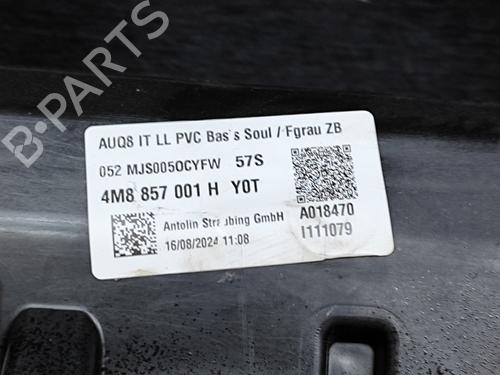 AUQ8 IT LL PVC Bas's Soul / Fgrau ZB
052 MJS005OCYFW 57S
4M8 857 001 H Y0T
Antolin Straubing GmbH
16/08/2024 11:08
A018470
I111079
B-PARTS